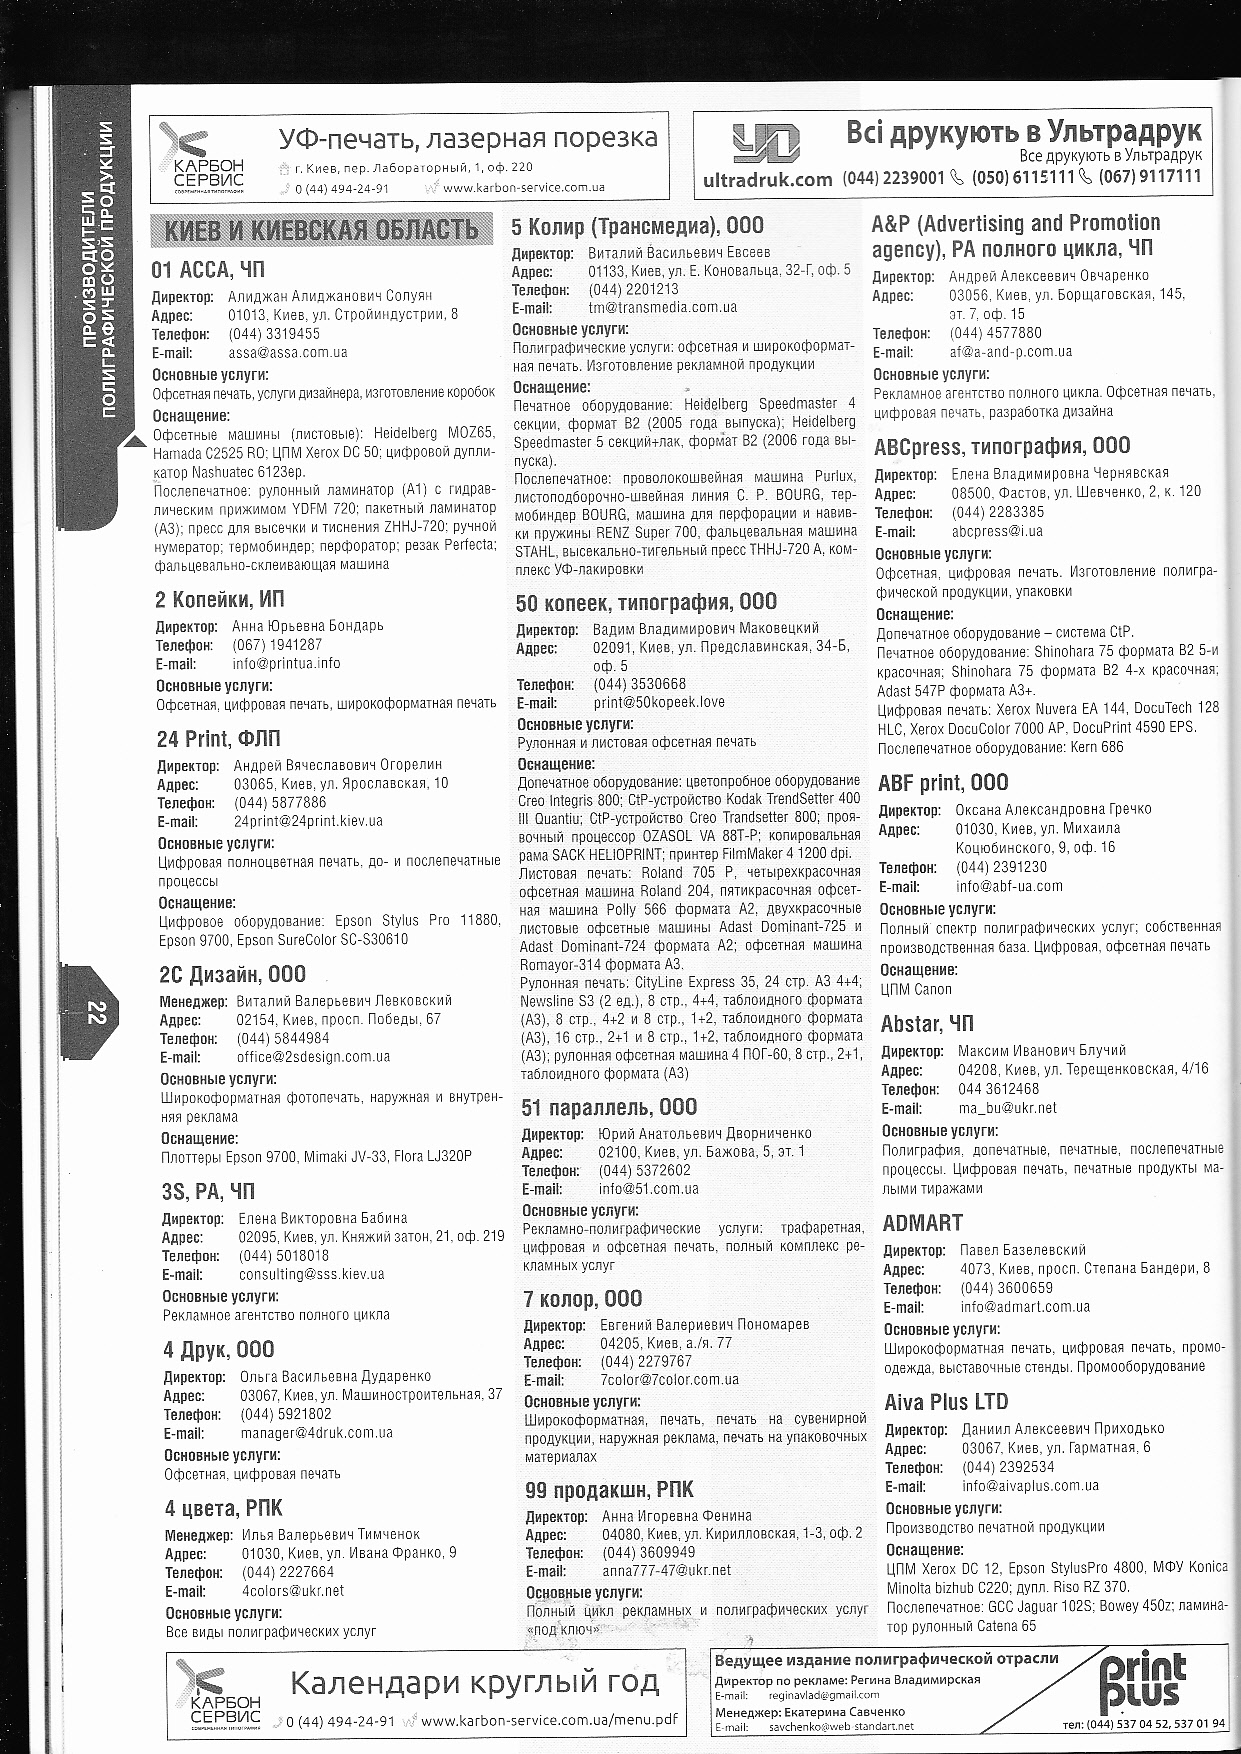 ПРОИЗВОДИТЕЛИ
ПОЛИГРАФИЧЕСКОЙ ПРОДУКЦИИ
22
КАРБОН
СЕРВИС
СОВРЕМЕННАЯ ТИПОГРАФИЯ
УФ-печать, лазерная порезка
г. Киев, пер. Лабораторный, 1, оф. 220
0 (44) 494-24-91 www.karbon-service.com.ua
Всі друкують в Ультрадрук
Все друкують в Ультрадрук
ultradruk.com (044) 2239001 (050) 6115111 (067) 9117111
КИЕВ И КИЕВСКАЯ ОБЛАСТЬ
01 АССА, ЧП
Директор: Алиджан Алиджанович Солуян
Адрес: 01013, Киев, ул. Стройиндустрии, 8
Телефон: (044) 3319455
E-mail: assa@assa.com.ua
Основные услуги:
Офсетная печать, услуги дизайнера, изготовление коробок
Оснащение:
Офсетные машины (листовые): Heidelberg MOZ65,
Hamada C2525 RO; ЦПМ Xerox DC 50; цифровой дупли-
катор Nashuatec 6123ep.
Послепечатное: рулонный ламинатор (А1) с гидрав-
лическим прижимом YDFM 720; пакетный ламинатор
(А3); пресс для высечки и тиснения ZHHJ-720; ручной
нумератор; термобиндер; перфоратор; резак Perfecta;
фальцевально-склеивающая машина
2 Копейки, ИП
Директор: Анна Юрьевна Бондарь
Телефон: (067) 1941287
E-mail: info@printua.info
Основные услуги:
Офсетная, цифровая печать, широкоформатная печать
24 Print, ФЛП
Директор: Андрей Вячеславович Огорелин
Адрес: 03065, Киев, ул. Ярославская, 10
Телефон: (044) 5877886
E-mail: 24print@24print.kiev.ua
Основные услуги:
Цифровая полноцветная печать, до- и послепечатные
процессы
Оснащение:
Цифровое оборудование: Epson Stylus Pro 11880,
Epson 9700, Epson SureColor SC-S30610
2С Дизайн, ООО
Менеджер: Виталий Валерьевич Левковский
Адрес: 02154, Киев, просп. Победы, 67
Телефон: (044) 5844984
E-mail: office@2sdesign.com.ua
Основные услуги:
Широкоформатная фотопечать, наружная и внутрен-
няя реклама
Оснащение:
Плоттеры Epson 9700, Mimaki JV-33, Flora LJ320P
3S, РА, ЧП
Директор: Елена Викторовна Бабина
Адрес: 02095, Киев, ул. Княжий затон, 21, оф. 219
Телефон: (044) 5018018
E-mail: consulting@sss.kiev.ua
Основные услуги:
Рекламное агентство полного цикла
4 Друк, ООО
Директор: Ольга Васильевна Дударенко
Адрес: 03067, Киев, ул. Машиностроительная, 37
Телефон: (044) 5921802
E-mail: manager@4druk.com.ua
Основные услуги:
Офсетная, цифровая печать
4 цвета, РПК
Менеджер: Илья Валерьевич Тимченок
Адрес: 01030, Киев, ул. Ивана Франко, 9
Телефон: (044) 2227664
E-mail: 4colors@ukr.net
Основные услуги:
Все виды полиграфических услуг
5 Колир (Трансмедиа), ООО
Директор: Виталий Васильевич Евсеев
Адрес: 01133, Киев, ул. Е. Коновальца, 32-Г, оф. 5
Телефон: (044) 2201213
E-mail: tm@transmedia.com.ua
Основные услуги:
Полиграфические услуги: офсетная и широкоформат-
ная печать. Изготовление рекламной продукции
Оснащение:
Печатное оборудование: Heidelberg Speedmaster 4
секции, формат В2 (2005 года выпуска); Heidelberg
Speedmaster 5 секций+лак, формат В2 (2006 года вы-
пуска).
Послепечатное: проволокошвейная машина Purlux,
листоподборочно-швейная линия C. P. BOURG, тер-
мобиндер BOURG, машина для перфорации и навив-
ки пружины RENZ Super 700, фальцевальная машина
STAHL, высекально-тигельный пресс THHJ-720 А, ком-
плекс УФ-лакировки
50 копеек, типография, ООО
Директор: Вадим Владимирович Маковецкий
Адрес: 02091, Киев, ул. Предславинская, 34-Б,
оф. 5
Телефон: (044) 3530668
E-mail: print@50kopeek.love
Основные услуги:
Рулонная и листовая офсетная печать
Оснащение:
Допечатное оборудование: цветопробное оборудование
Creo Integris 800; CtP-устройство Kodak TrendSetter 400
III Quantiu; CtP-устройство Creo Trandsetter 800; проя-
вочный процессор OZASOL VA 88T-P; копировальная
рама SACK HELIOPRINT; принтер FilmMaker 4 1200 dpi.
Листовая печать: Roland 705 P, четырехкрасочная
офсетная машина Roland 204, пятикрасочная офсет-
ная машина Polly 566 формата А2, двухкрасочные
листовые офсетные машины Adast Dominant-725 и
Adast Dominant-724 формата А2; офсетная машина
Romayor-314 формата А3.
Рулонная печать: CityLine Express 35, 24 стр. А3 4+4;
Newsline S3 (2 ед.), 8 стр., 4+4, таблоидного формата
(А3), 8 стр., 4+2 и 8 стр., 1+2, таблоидного формата
(А3), 16 стр., 2+1 и 8 стр., 1+2, таблоидного формата
(А3); рулонная офсетная машина 4 ПОГ-60, 8 стр., 2+1,
таблоидного формата (А3)
51 параллель, ООО
Директор: Юрий Анатольевич Дворниченко
Адрес: 02100, Киев, ул. Бажова, 5, эт. 1
Телефон: (044) 5372602
E-mail: info@51.com.ua
Основные услуги:
Рекламно-полиграфические услуги: трафаретная,
цифровая и офсетная печать, полный комплекс ре-
кламных услуг
7 колор, ООО
Директор: Евгений Валериевич Пономарев
Адрес: 04205, Киев, а./я. 77
Телефон: (044) 2279767
E-mail: 7color@7color.com.ua
Основные услуги:
Широкоформатная, печать, печать на сувенирной
продукции, наружная реклама, печать на упаковочных
материалах
99 продакшн, РПК
Директор: Анна Игоревна Фенина
Адрес: 04080, Киев, ул. Кирилловская, 1-3, оф. 2
Телефон: (044) 3609949
E-mail: anna777-47@ukr.net
Основные услуги:
Полный цикл рекламных и полиграфических услуг
«под ключ»
A&P (Advertising and Promotion
agency), РА полного цикла, ЧП
Директор: Андрей Алексеевич Овчаренко
Адрес: 03056, Киев, ул. Борщаговская, 145,
эт. 7, оф. 15
Телефон: (044) 4577880
E-mail: af@a-and-p.com.ua
Основные услуги:
Рекламное агентство полного цикла. Офсетная печать,
цифровая печать, разработка дизайна
ABCpress, типография, ООО
Директор: Елена Владимировна Чернявская
Адрес: 08500, Фастов, ул. Шевченко, 2, к. 120
Телефон: (044) 2283385
E-mail: abcpress@i.ua
Основные услуги:
Офсетная, цифровая печать. Изготовление полигра-
фической продукции, упаковки
Оснащение:
Допечатное оборудование – система CtP.
Печатное оборудование: Shinohara 75 формата В2 5-и
красочная; Shinohara 75 формата В2 4-х красочная;
Adast 547P формата А3+.
Цифровая печать: Xerox Nuvera EA 144, DocuTech 128
HLC, Xerox DocuColor 7000 AP, DocuPrint 4590 EPS.
Послепечатное оборудование: Kern 686
ABF print, ООО
Директор: Оксана Александровна Гречко
Адрес: 01030, Киев, ул. Михаила
Коцюбинского, 9, оф. 16
Телефон: (044) 2391230
E-mail: info@abf-ua.com
Основные услуги:
Полный спектр полиграфических услуг; собственная
производственная база. Цифровая, офсетная печать
Оснащение:
ЦПМ Canon
Abstar, ЧП
Директор: Максим Иванович Блучий
Адрес: 04208, Киев, ул. Терещенковская, 4/16
Телефон: 044 3612468
E-mail: ma_bu@ukr.net
Основные услуги:
Полиграфия, допечатные, печатные, послепечатные
процессы. Цифровая печать, печатные продукты ма-
лыми тиражами
ADMART
Директор: Павел Базелевский
Адрес: 4073, Киев, просп. Степана Бандери, 8
Телефон: (044) 3600659
E-mail: info@admart.com.ua
Основные услуги:
Широкоформатная печать, цифровая печать, промо-
одежда, выставочные стенды. Промооборудование
Aiva Plus LTD
Директор: Даниил Алексеевич Приходько
Адрес: 03067, Киев, ул. Гарматная, 6
Телефон: (044) 2392534
E-mail: info@aivaplus.com.ua
Основные услуги:
Производство печатной продукции
Оснащение:
ЦПМ Xerox DC 12, Epson StylusPro 4800, МФУ Konica
Minolta bizhub C220; дупл. Riso RZ 370.
Послепечатное: GCC Jaguar 102S; Bowey 450z; ламина-
тор рулонный Catena 65
КАРБОН
СЕРВИС
СОВРЕМЕННАЯ ТИПОГРАФИЯ
Календари круглый год
0 (44) 494-24-91 www.karbon-service.com.ua/menu.pdf
Ведущее издание полиграфической отрасли
Директор по рекламе: Регина Владимирская
E-mail: reginavlad@gmail.com
Менеджер: Екатерина Савченко
E-mail: savchenko@web-standart.net
print
plus
тел: (044) 537 04 52, 537 01 94